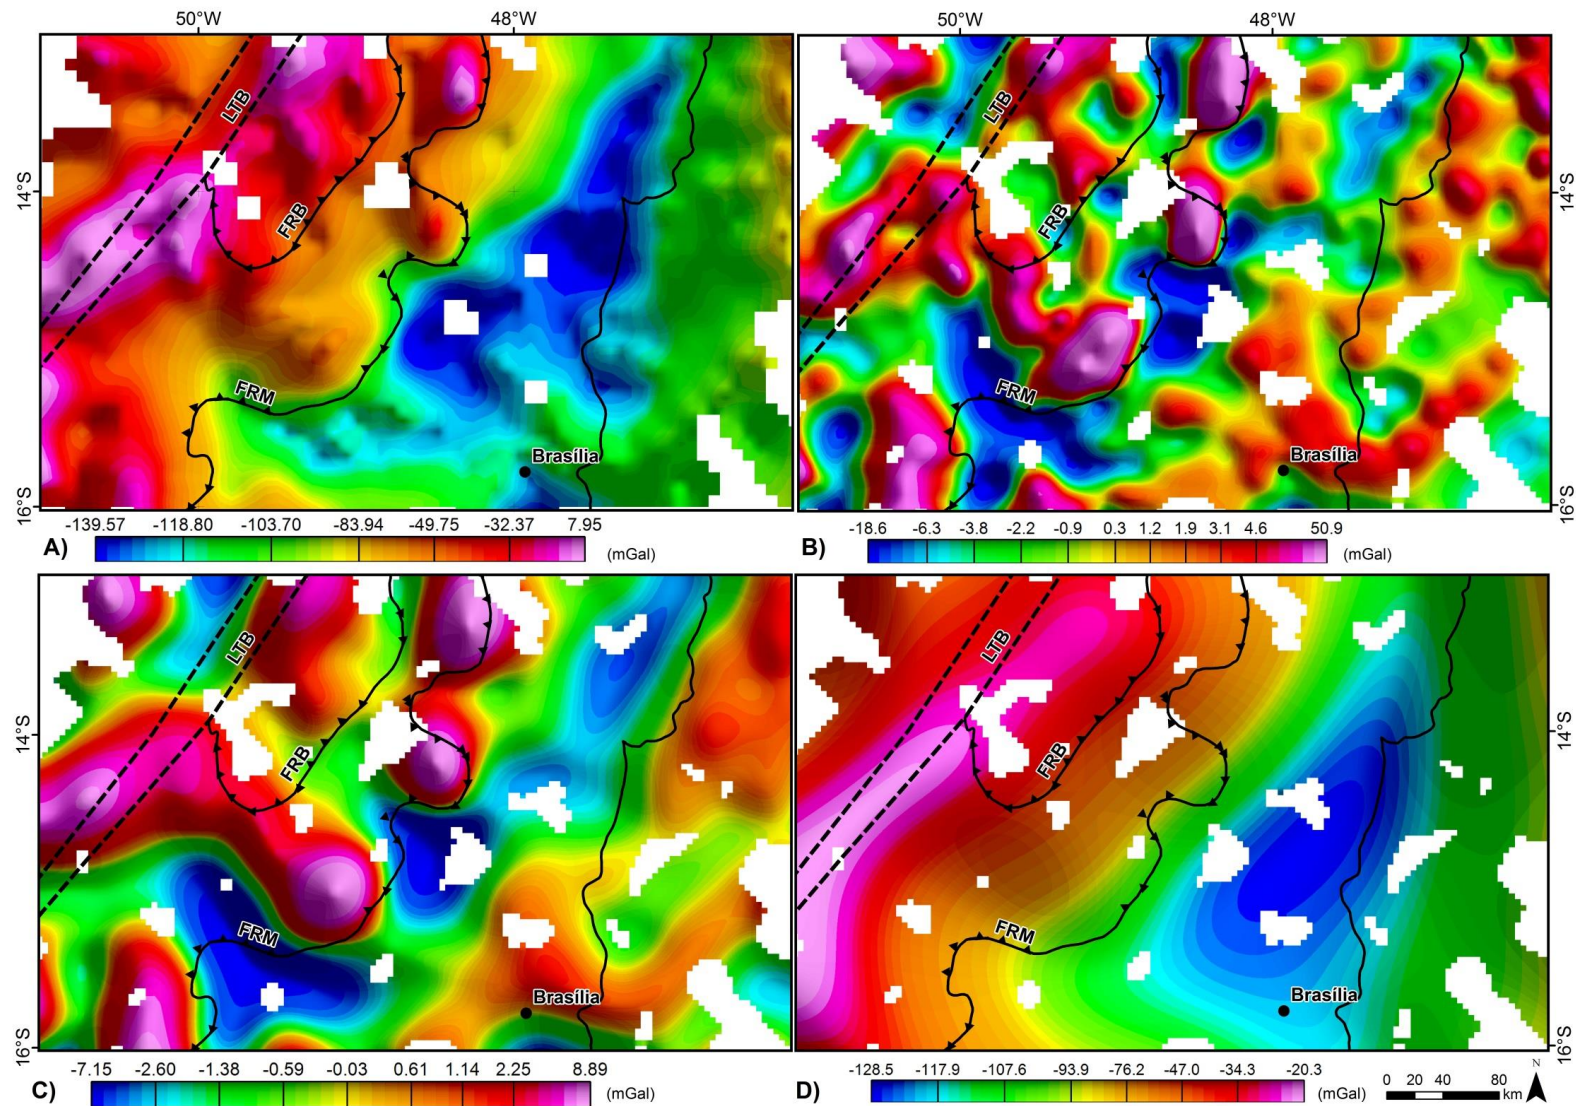 50°W 48°W 50°W 48°W
LTB LTB
14°S 14°S
FRB FRB
FRM FRM
Brasília Brasília
16°S 16°S
-139.57 -118.80 -103.70 -83.94 -49.75 -32.37 7.95
A) (mGal)
-18.6 -6.3 -3.8 -2.2 -0.9 0.3 1.2 1.9 3.1 4.6 50.9
B) (mGal)
LTB LTB
14°S 14°S
FRB FRB
FRM FRM
Brasília Brasília
16°S 16°S
-7.15 -2.60 -1.38 -0.59 -0.03 0.61 1.14 2.25 8.89
C) (mGal)
-128.5 -117.9 -107.6 -93.9 -76.2 -47.0 -34.3 -20.3
D) (mGal)
0 20 40 80
km
N